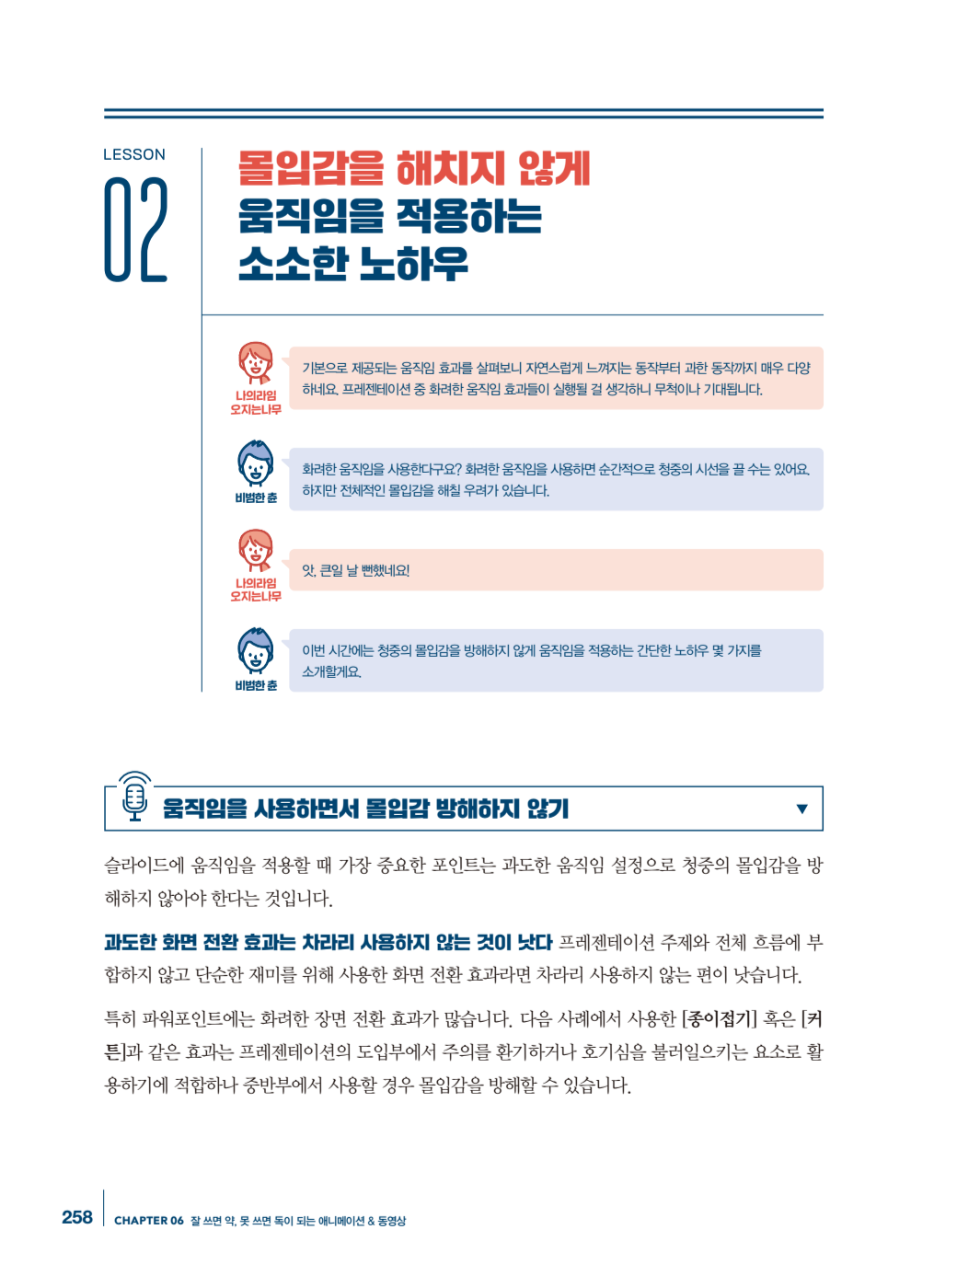 LESSON
02
몰입감을 해치지 않게
움직임을 적용하는
소소한 노하우
나의라임
오지는나무
기본으로 제공되는 움직임 효과를 살펴보니 자연스럽게 느껴지는 동작부터 과한 동작까지 매우 다양
하네요. 프레젠테이션 중 화려한 움직임 효과들이 실행될 걸 생각하니 무척이나 기대됩니다.
비범한 츈
화려한 움직임을 사용한다구요? 화려한 움직임을 사용하면 순간적으로 청중의 시선을 끌 수는 있어요.
하지만 전체적인 몰입감을 해칠 우려가 있습니다.
나의라임
오지는나무
앗, 큰일 날 뻔했네요!
비범한 츈
이번 시간에는 청중의 몰입감을 방해하지 않게 움직임을 적용하는 간단한 노하우 몇 가지를
소개할게요.
움직임을 사용하면서 몰입감 방해하지 않기 ▼
슬라이드에 움직임을 적용할 때 가장 중요한 포인트는 과도한 움직임 설정으로 청중의 몰입감을 방
해하지 않아야 한다는 것입니다.
과도한 화면 전환 효과는 차라리 사용하지 않는 것이 낫다 프레젠테이션 주제와 전체 흐름에 부
합하지 않고 단순한 재미를 위해 사용한 화면 전환 효과라면 차라리 사용하지 않는 편이 낫습니다.
특히 파워포인트에는 화려한 장면 전환 효과가 많습니다. 다음 사례에서 사용한 [종이접기] 혹은 [커
튼]과 같은 효과는 프레젠테이션의 도입부에서 주의를 환기하거나 호기심을 불러일으키는 요소로 활
용하기에 적합하나 중반부에서 사용할 경우 몰입감을 방해할 수 있습니다.
258 CHAPTER 06 잘 쓰면 약, 못 쓰면 독이 되는 애니메이션 & 동영상